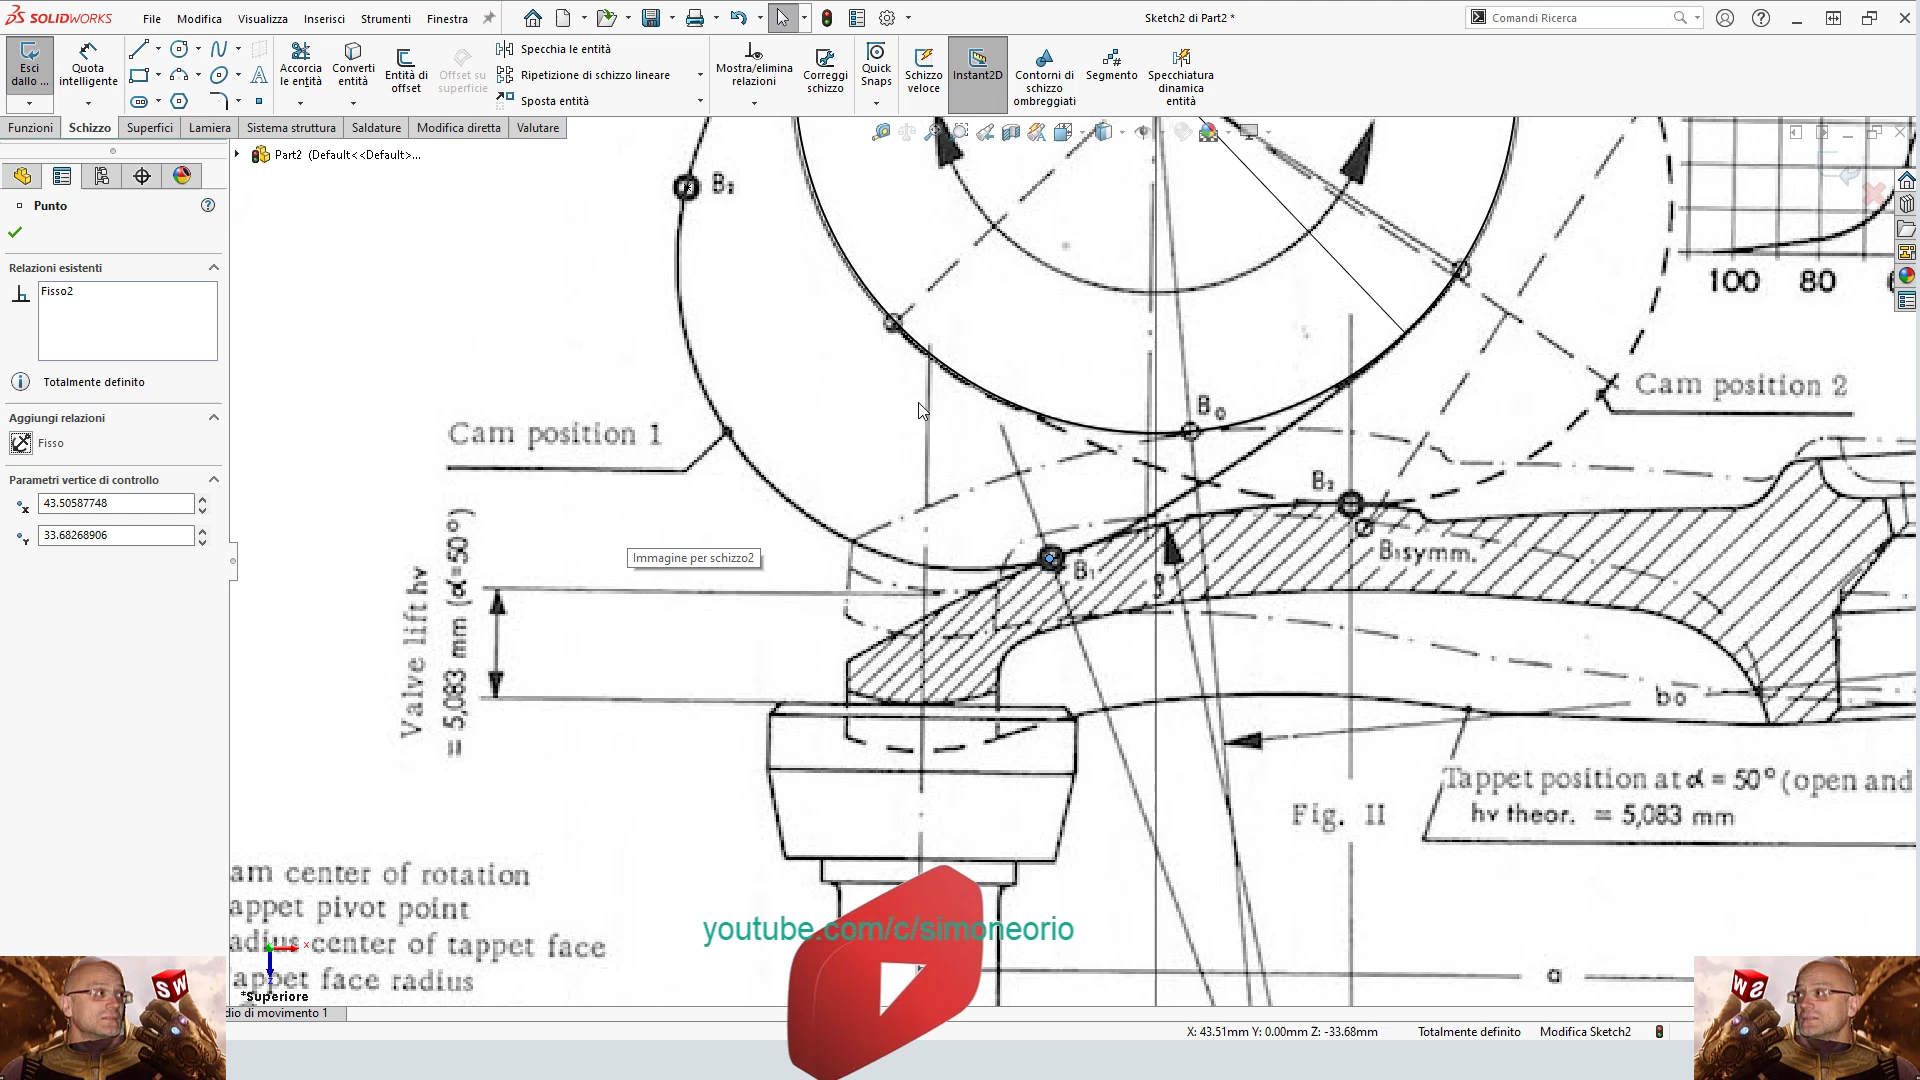 SOLIDWORKS
File
Modifica
Visualizza
Inserisci
Strumenti
Finestra
Sketch2 di Part2 *
Comandi Ricerca
Esci
dallo ...
Quota
intelligente
Accorcia
le entità
Converti
entità
Entità di
offset
Offset su
superficie
Specchia le entità
Ripetizione di schizzo lineare
Sposta entità
Mostra/elimina
relazioni
Correggi
schizzo
Quick
Snaps
Schizzo
veloce
Instant2D
Contorni di
schizzo
ombreggiati
Segmento
Specchiatura
dinamica
entità
Funzioni
Schizzo
Superfici
Lamiera
Sistema struttura
Saldature
Modifica diretta
Valutare
Part2 (Default<<Default>...
Punto
Relazioni esistenti
Fisso2
Totalmente definito
Aggiungi relazioni
Fisso
Parametri vertice di controllo
43.50587748
33.68268906
B₂
100
80
Cam position 2
Cam position 1
B₀
B₂
B₁
B₁symm.
Immagine per schizzo2
Valve lift hv
= 5,083 mm (α=50°)
bo
Tappet position at α = 50° (open and
hv theor. = 5,083 mm
Fig. II
a
am center of rotation
appet pivot point
adius center of tappet face
appet face radius
*Superiore
youtube.com/c/simoneorio
SW
SW
dio di movimento 1
X: 43.51mm Y: 0.00mm Z: -33.68mm
Totalmente definito
Modifica Sketch2